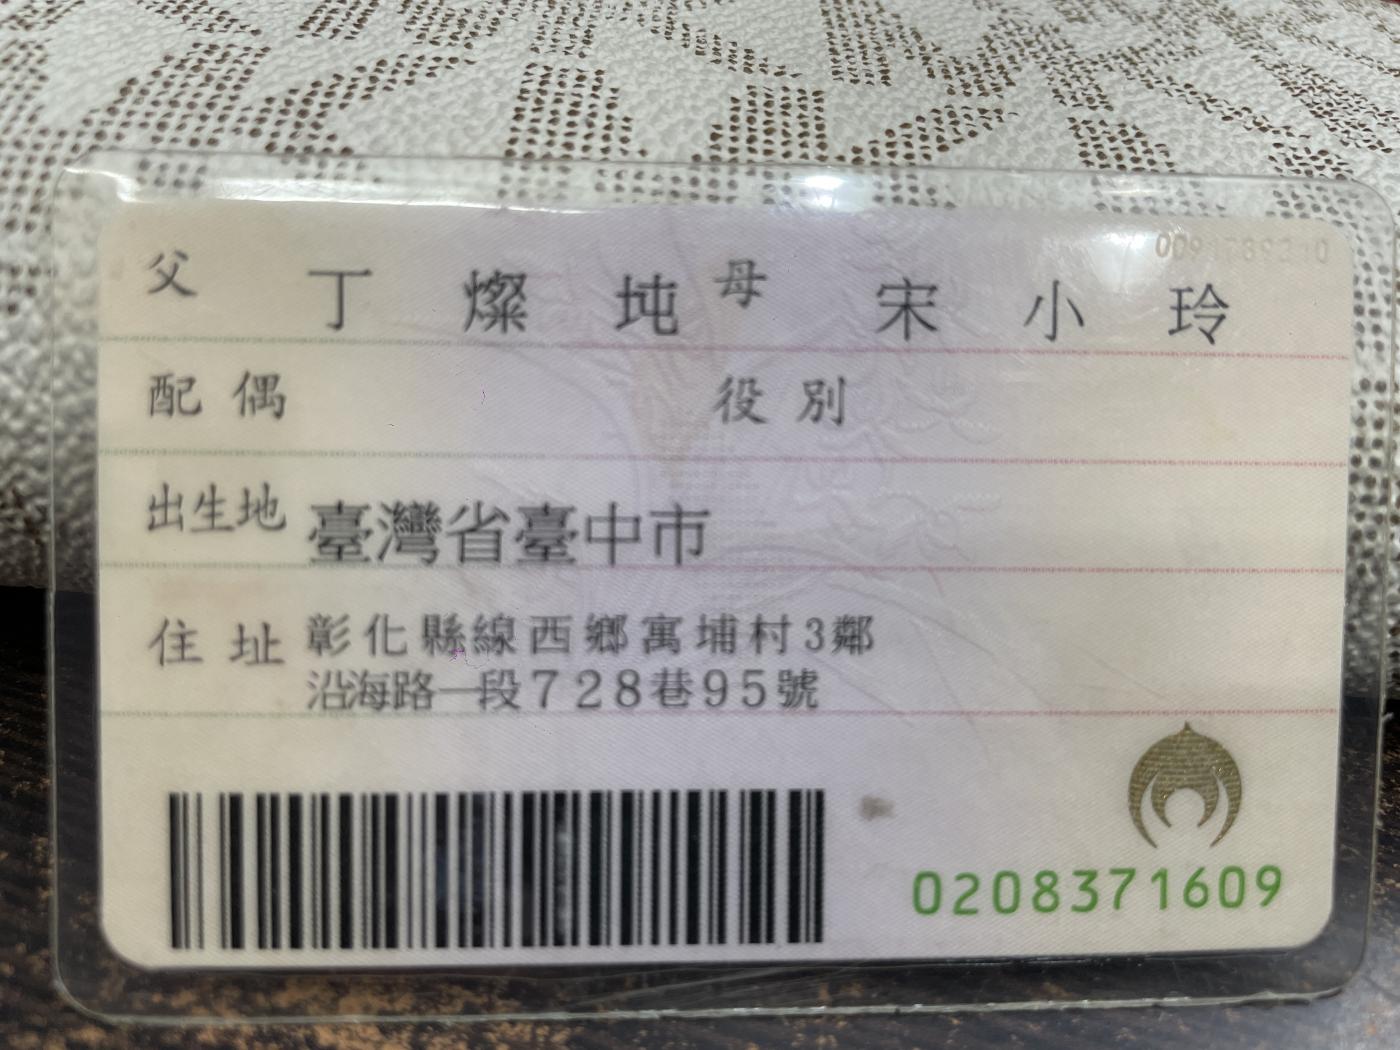 父 丁燦坉 母 宋小玲
配偶 役別
出生地 臺灣省臺中市
住址 彰化縣線西鄉寓埔村3鄰
沿海路一段728巷95號
0208371609